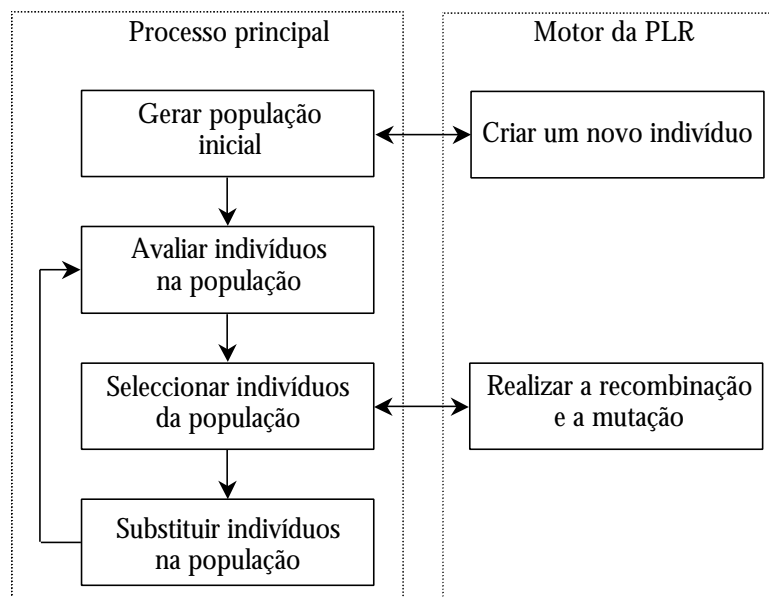 Processo principal
Motor da PLR
Gerar população
inicial
Criar um novo indivíduo
Avaliar indivíduos
na população
Seleccionar indivíduos
da população
Realizar a recombinação
e a mutação
Substituir indivíduos
na população